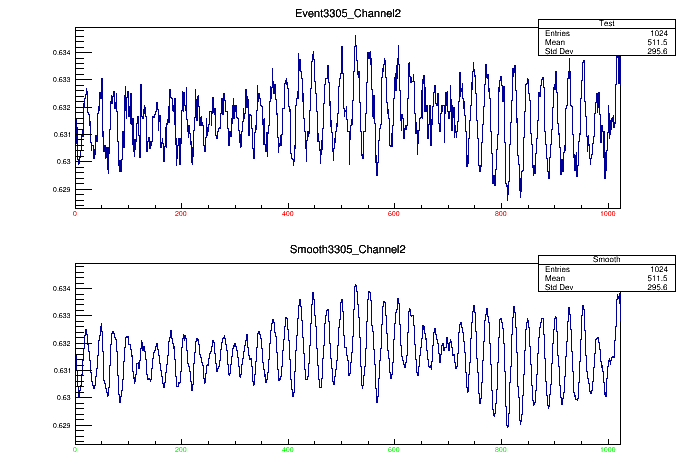 Event3305_Channel2
Test
Entries 1024
Mean 511.5
Std Dev 295.6
0.634
0.633
0.632
0.631
0.63
0.629
0 200 400 600 800 1000
Smooth3305_Channel2
Smooth
Entries 1024
Mean 511.5
Std Dev 295.6
0.634
0.633
0.632
0.631
0.63
0.629
0 200 400 600 800 1000